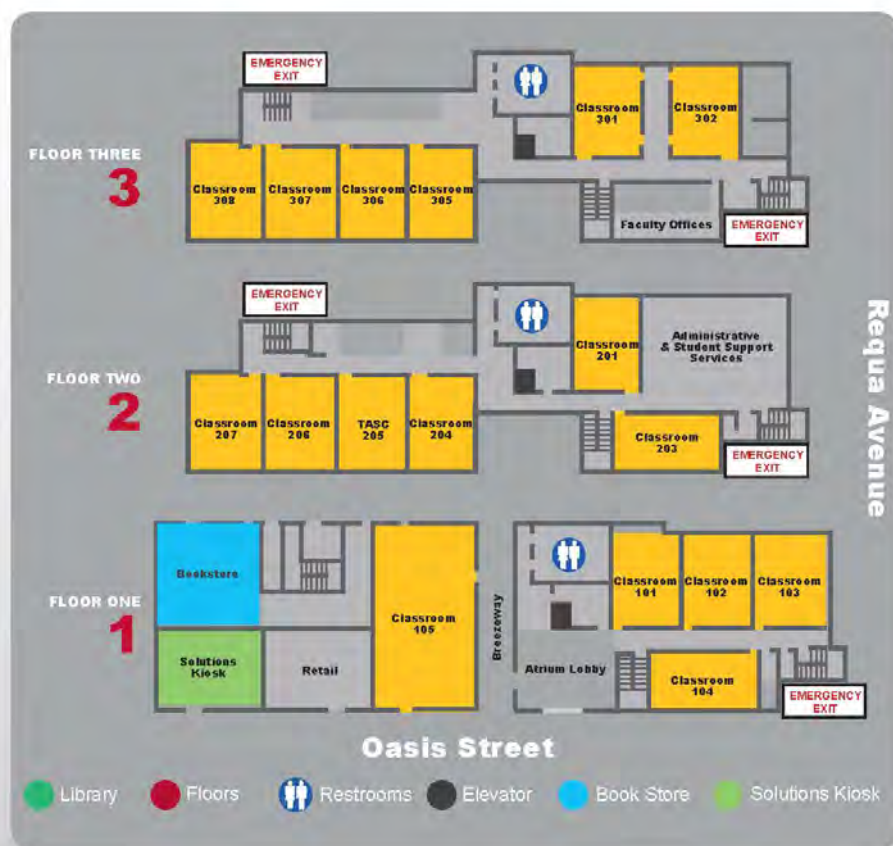 EMERGENCY
EXIT
Classroom
301
Classroom
302
FLOOR THREE
3
Classroom
308
Classroom
307
Classroom
306
Classroom
305
Faculty Offices
EMERGENCY
EXIT
EMERGENCY
EXIT
Classroom
201
Administrative
& Student Support
Services
FLOOR TWO
2
Classroom
207
Classroom
206
TASC
205
Classroom
204
Classroom
203
EMERGENCY
EXIT
Requa Avenue
Bookstore
FLOOR ONE
1
Classroom
105
Breezeway
Classroom
101
Classroom
102
Classroom
103
Solutions
Kiosk
Retail
Atrium Lobby
Classroom
104
EMERGENCY
EXIT
Oasis Street
Library
Floors
Restrooms
Elevator
Book Store
Solutions Kiosk